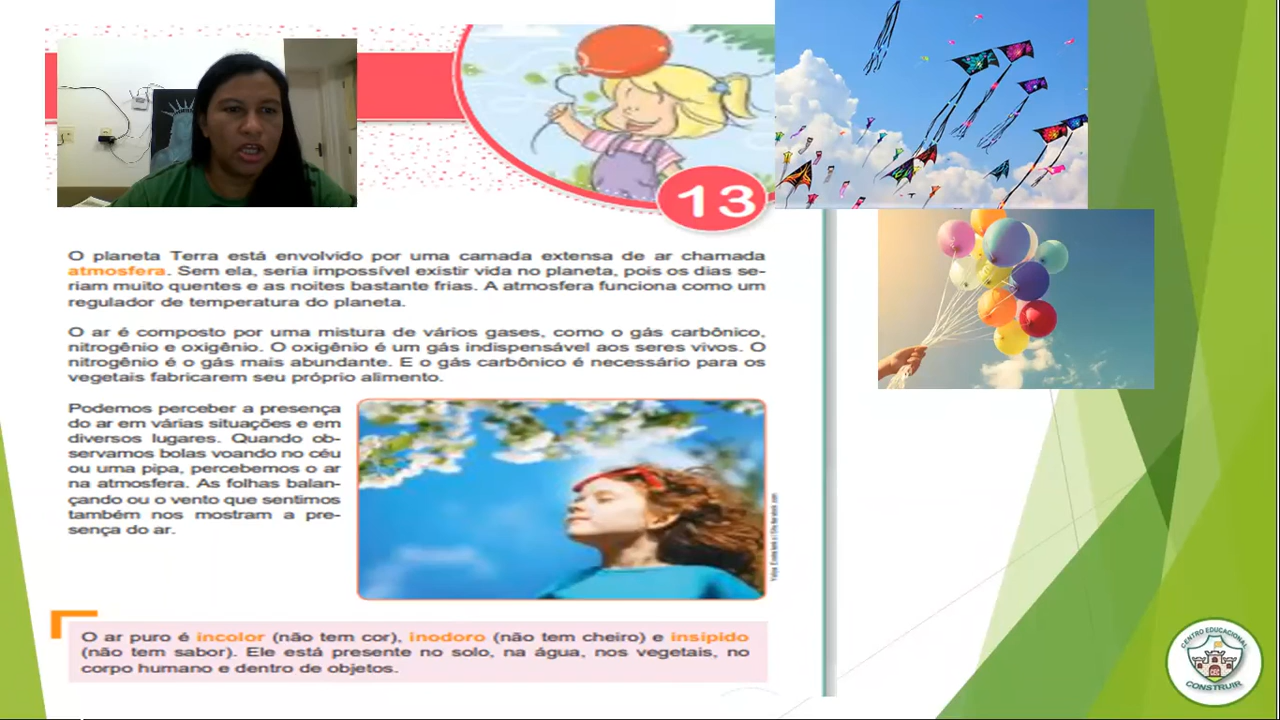 13
O planeta Terra está envolvido por uma camada extensa de ar chamada
atmosfera. Sem ela, seria impossível existir vida no planeta, pois os dias se-
riam muito quentes e as noites bastante frias. A atmosfera funciona como um
regulador de temperatura do planeta.
O ar é composto por uma mistura de vários gases, como o gás carbônico,
nitrogênio e oxigênio. O oxigênio é um gás indispensável aos seres vivos. O
nitrogênio é o gás mais abundante. E o gás carbônico é necessário para os
vegetais fabricarem seu próprio alimento.
Podemos perceber a presença
do ar em várias situações e em
diversos lugares. Quando ob-
servamos bolas voando no céu
ou uma pipa, percebemos o ar
na atmosfera. As folhas balan-
çando ou o vento que sentimos
também nos mostram a pre-
sença do ar.
O ar puro é incolor (não tem cor), inodoro (não tem cheiro) e insípido
(não tem sabor). Ele está presente no solo, na água, nos vegetais, no
corpo humano e dentro de objetos.
CENTRO EDUCACIONAL
CONSTRUIR